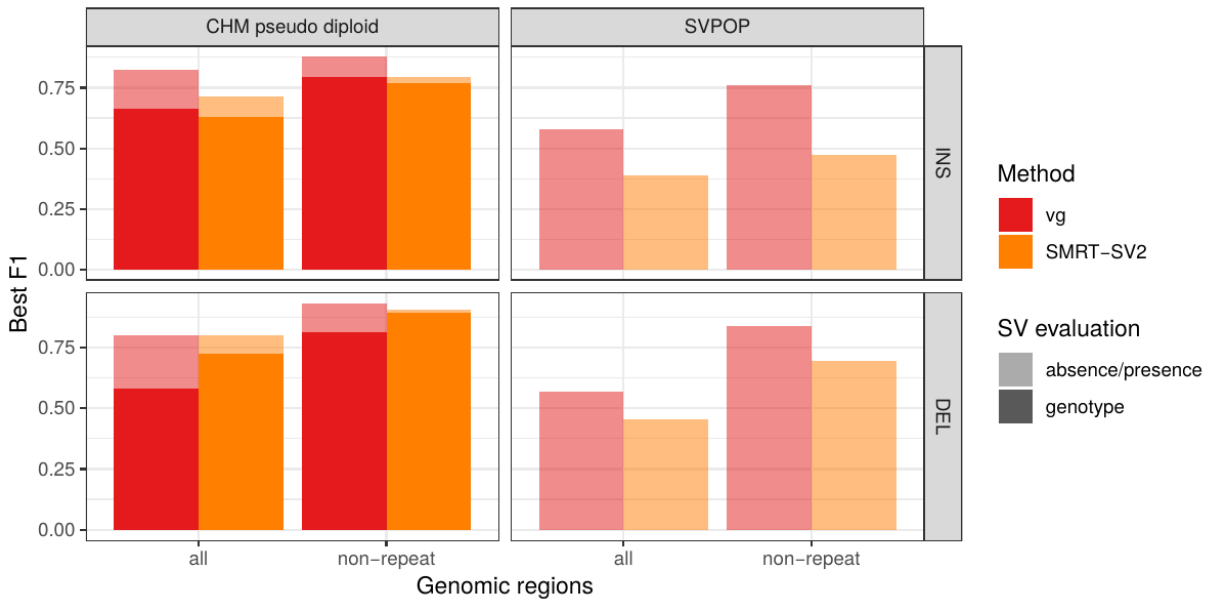 CHM pseudo diploid
SVPOP
Best F1
0.75
0.50
0.25
0.00
INS
0.75
0.50
0.25
0.00
DEL
all
non−repeat
all
non−repeat
Genomic regions
Method
vg
SMRT−SV2
SV evaluation
absence/presence
genotype